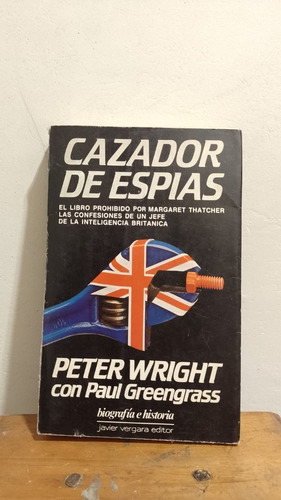 CAZADOR
DE ESPIAS
EL LIBRO PROHIBIDO POR MARGARET THATCHER
LAS CONFESIONES DE UN JEFE
DE LA INTELIGENCIA BRITANICA
PETER WRIGHT
con Paul Greengrass
biografía e historia
javier vergara editor